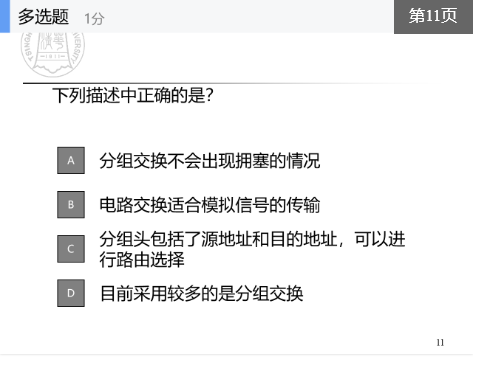 多选题 1分
第11页
下列描述中正确的是？
A 分组交换不会出现拥塞的情况
B 电路交换适合模拟信号的传输
C 分组头包括了源地址和目的地址，可以进
行路由选择
D 目前采用较多的是分组交换
11